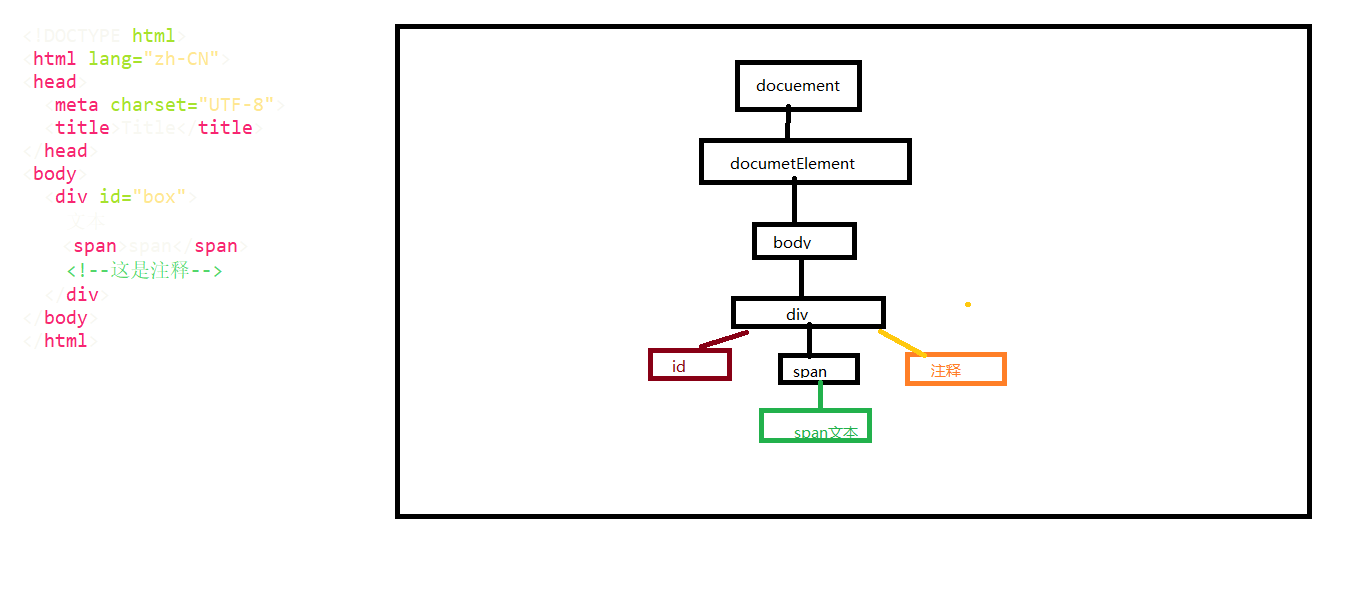 <!DOCTYPE html>
<html lang="zh-CN">
<head>
<meta charset="UTF-8">
<title>Title</title>
</head>
<body>
<div id="box">
文本
<span>span</span>
<!--这是注释-->
</div>
</body>
</html>
docuement
documetElement
body
div
id
span
注释
span文本